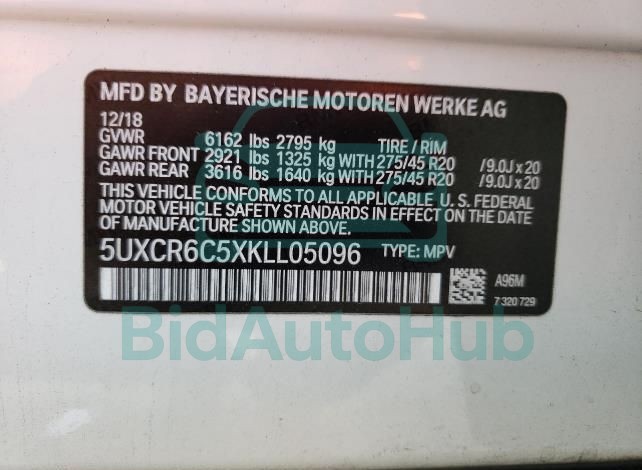 MFD BY BAYERISCHE MOTOREN WERKE AG
12/18
GVWR 6162 lbs 2795 kg TIRE / RIM
GAWR FRONT 2921 lbs 1325 kg WITH 275/45 R20 /9.0J x 20
GAWR REAR 3616 lbs 1640 kg WITH 275/45 R20 /9.0J x 20
THIS VEHICLE CONFORMS TO ALL APPLICABLE U. S. FEDERAL
MOTOR VEHICLE SAFETY STANDARDS IN EFFECT ON THE DATE
OF MANUFACTURE SHOWN ABOVE.
5UXCR6C5XKLL05096 TYPE: MPV
A96M
7 320 729
BidAutoHub